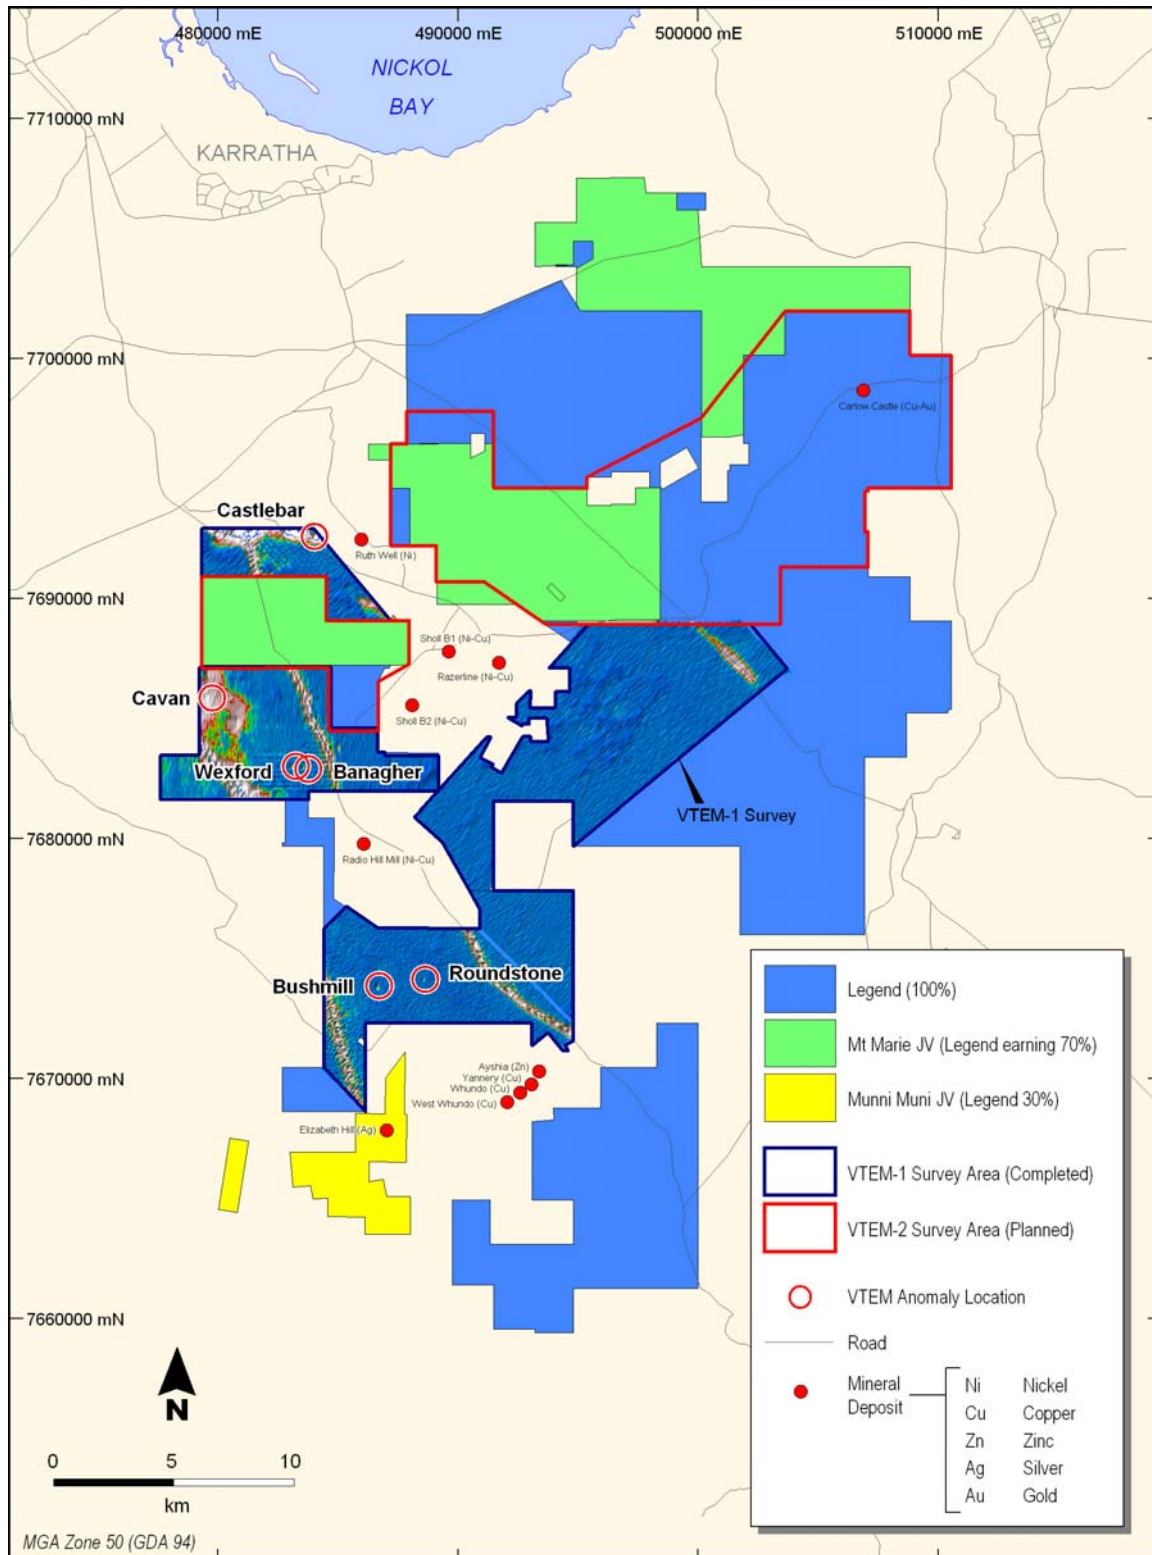 480000 mE
490000 mE
500000 mE
510000 mE
NICKOL
BAY
7710000 mN
KARRATHA
7700000 mN
Carlow Castle (Cu-Au)
Castlebar
Ruth Well (Ni)
7690000 mN
Sholl B1 (Ni-Cu)
Razerline (Ni-Cu)
Cavan
Sholl B2 (Ni-Cu)
Wexford
Banagher
VTEM-1 Survey
7680000 mN
Radio Hill Mill (Ni-Cu)
Bushmill
Roundstone
7670000 mN
Ayshia (Zn)
Yannery (Cu)
Whundo (Cu)
West Whundo (Cu)
Elizabeth Hill (Ag)
7660000 mN
Legend (100%)
Mt Marie JV (Legend earning 70%)
Munni Muni JV (Legend 30%)
VTEM-1 Survey Area (Completed)
VTEM-2 Survey Area (Planned)
VTEM Anomaly Location
Road
Mineral
Deposit
Ni Nickel
Cu Copper
Zn Zinc
Ag Silver
Au Gold
N
0 5 10
km
MGA Zone 50 (GDA 94)